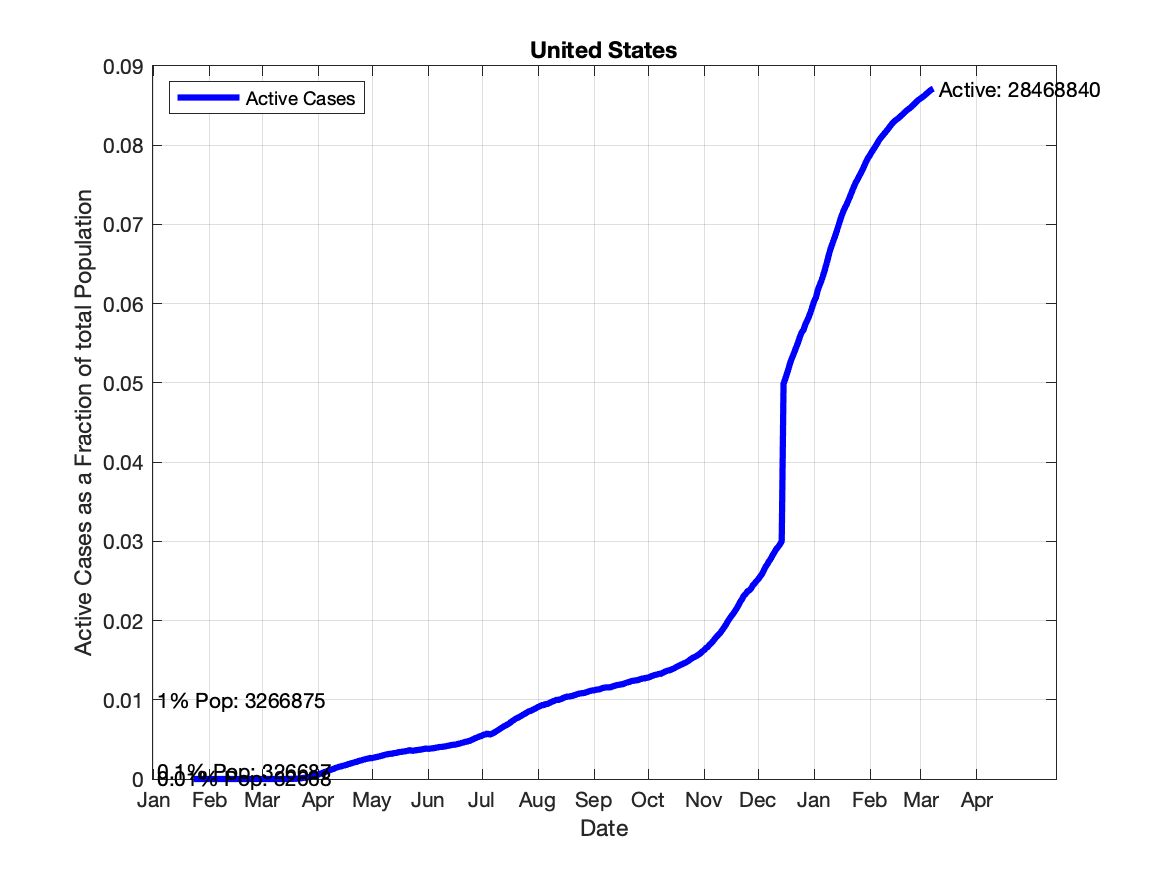 United States
0.09
Active Cases
Active: 28468840
0.08
0.07
0.06
0.05
0.04
0.03
0.02
0.01
1% Pop: 3266875
0.1% Pop: 326687
0.01% Pop: 32668
0
Jan Feb Mar Apr May Jun Jul Aug Sep Oct Nov Dec Jan Feb Mar Apr
Date
Active Cases as a Fraction of total Population